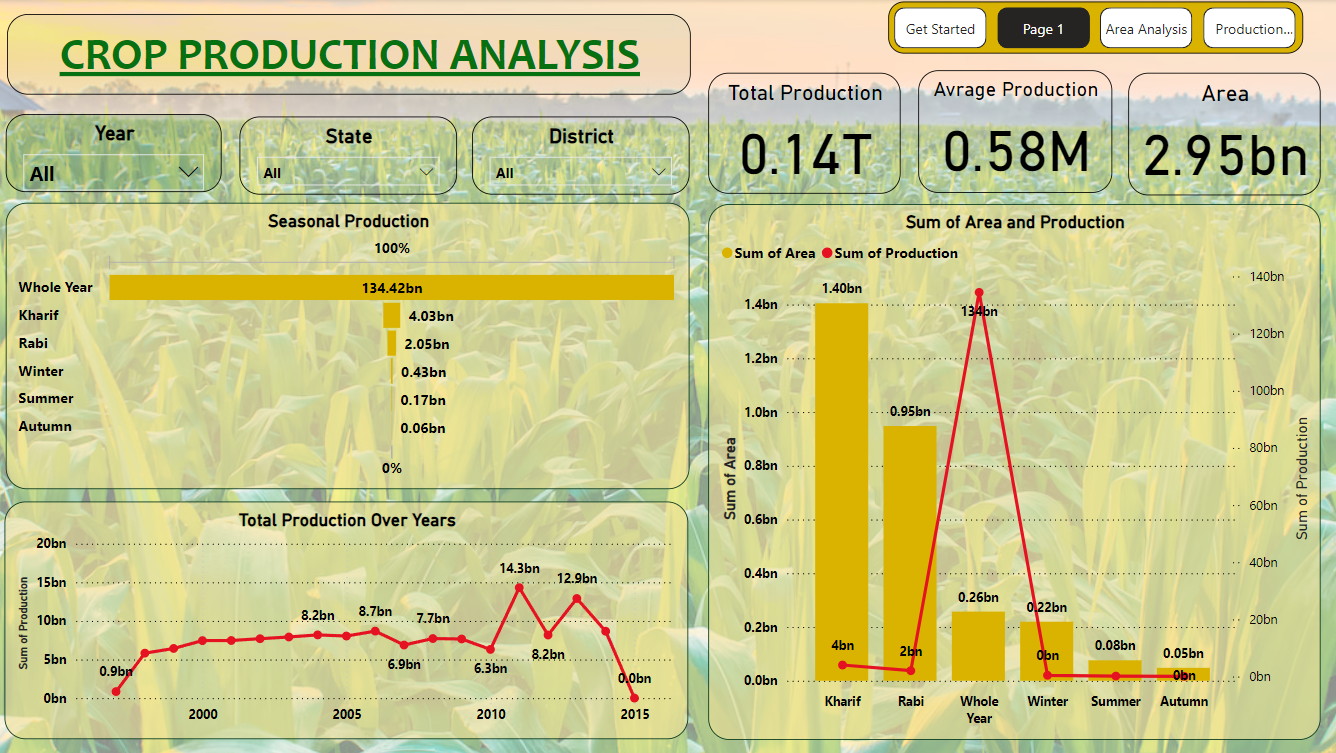 CROP PRODUCTION ANALYSIS
Get Started
Page 1
Area Analysis
Production...
Year
All
State
All
District
All
Total Production
0.14T
Avrage Production
0.58M
Area
2.95bn
Seasonal Production
100%
Whole Year 134.42bn
Kharif 4.03bn
Rabi 2.05bn
Winter 0.43bn
Summer 0.17bn
Autumn 0.06bn
0%
Total Production Over Years
Sum of Production
20bn
15bn
10bn
5bn
0bn
0.9bn
8.2bn
8.7bn
6.9bn
7.7bn
6.3bn
14.3bn
8.2bn
12.9bn
0.0bn
2000 2005 2010 2015
Sum of Area and Production
Sum of Area Sum of Production
Sum of Area
1.4bn
1.2bn
1.0bn
0.8bn
0.6bn
0.4bn
0.2bn
0.0bn
1.40bn
0.95bn
0.26bn
0.22bn
0.08bn
0.05bn
4bn
2bn
134bn
0bn
0bn
140bn
120bn
100bn
80bn
60bn
40bn
20bn
0bn
Sum of Production
Kharif Rabi Whole Winter Summer Autumn
Year